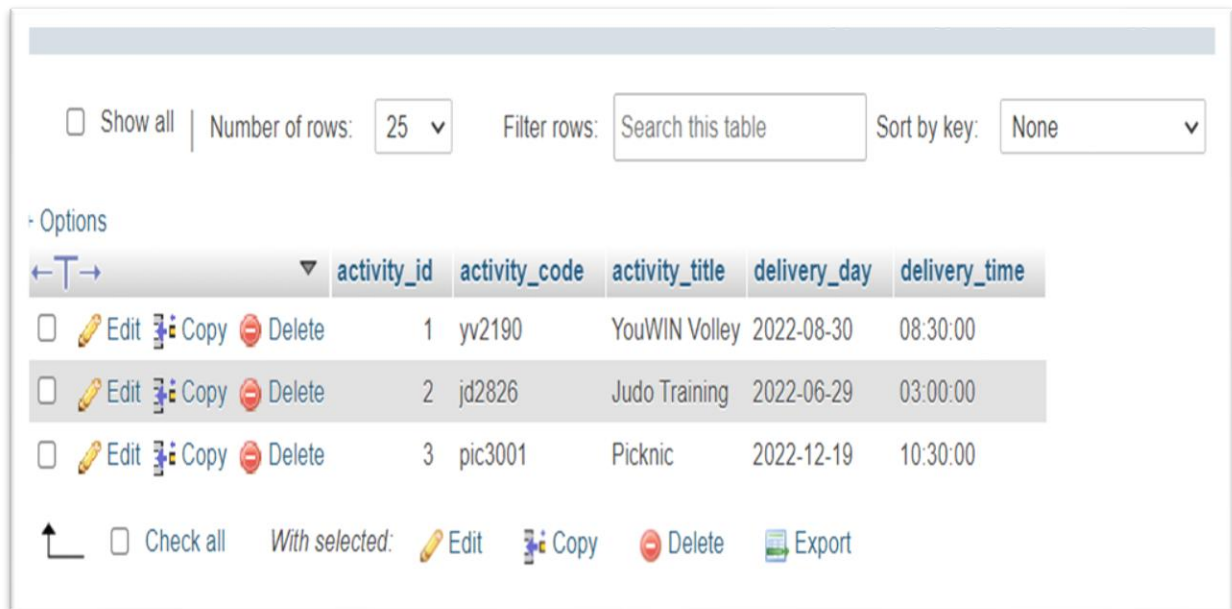 Show all | Number of rows: 25 Filter rows: Search this table Sort by key: None
+ Options
←T→ ▼ activity_id activity_code activity_title delivery_day delivery_time
Edit Copy Delete 1 yv2190 YouWIN Volley 2022-08-30 08:30:00
Edit Copy Delete 2 jd2826 Judo Training 2022-06-29 03:00:00
Edit Copy Delete 3 pic3001 Picknic 2022-12-19 10:30:00
Check all With selected: Edit Copy Delete Export